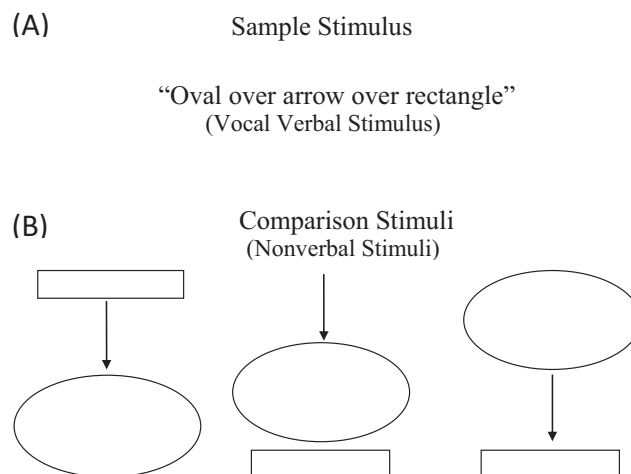 (A)
Sample Stimulus
“Oval over arrow over rectangle”
(Vocal Verbal Stimulus)
(B)
Comparison Stimuli
(Nonverbal Stimuli)